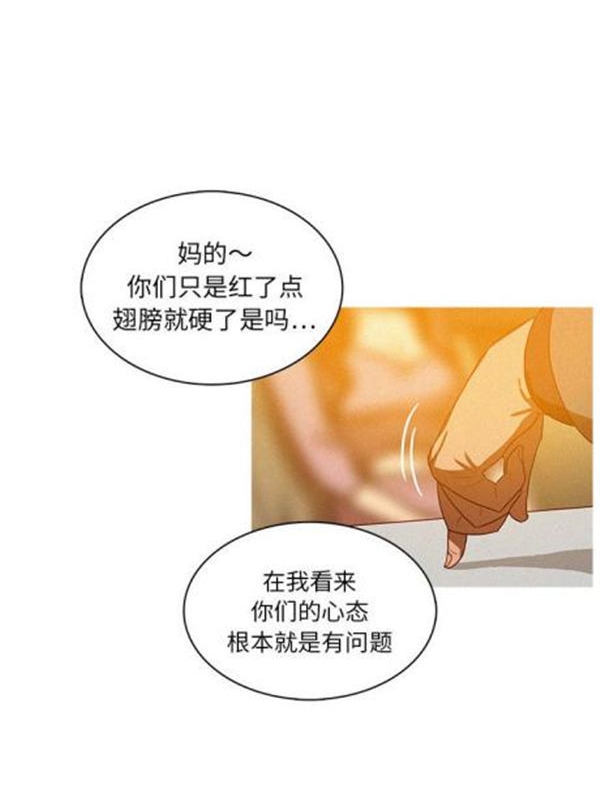 妈的～
你们只是红了点
翅膀就硬了是吗...
在我看来
你们的心态
根本就是有问题